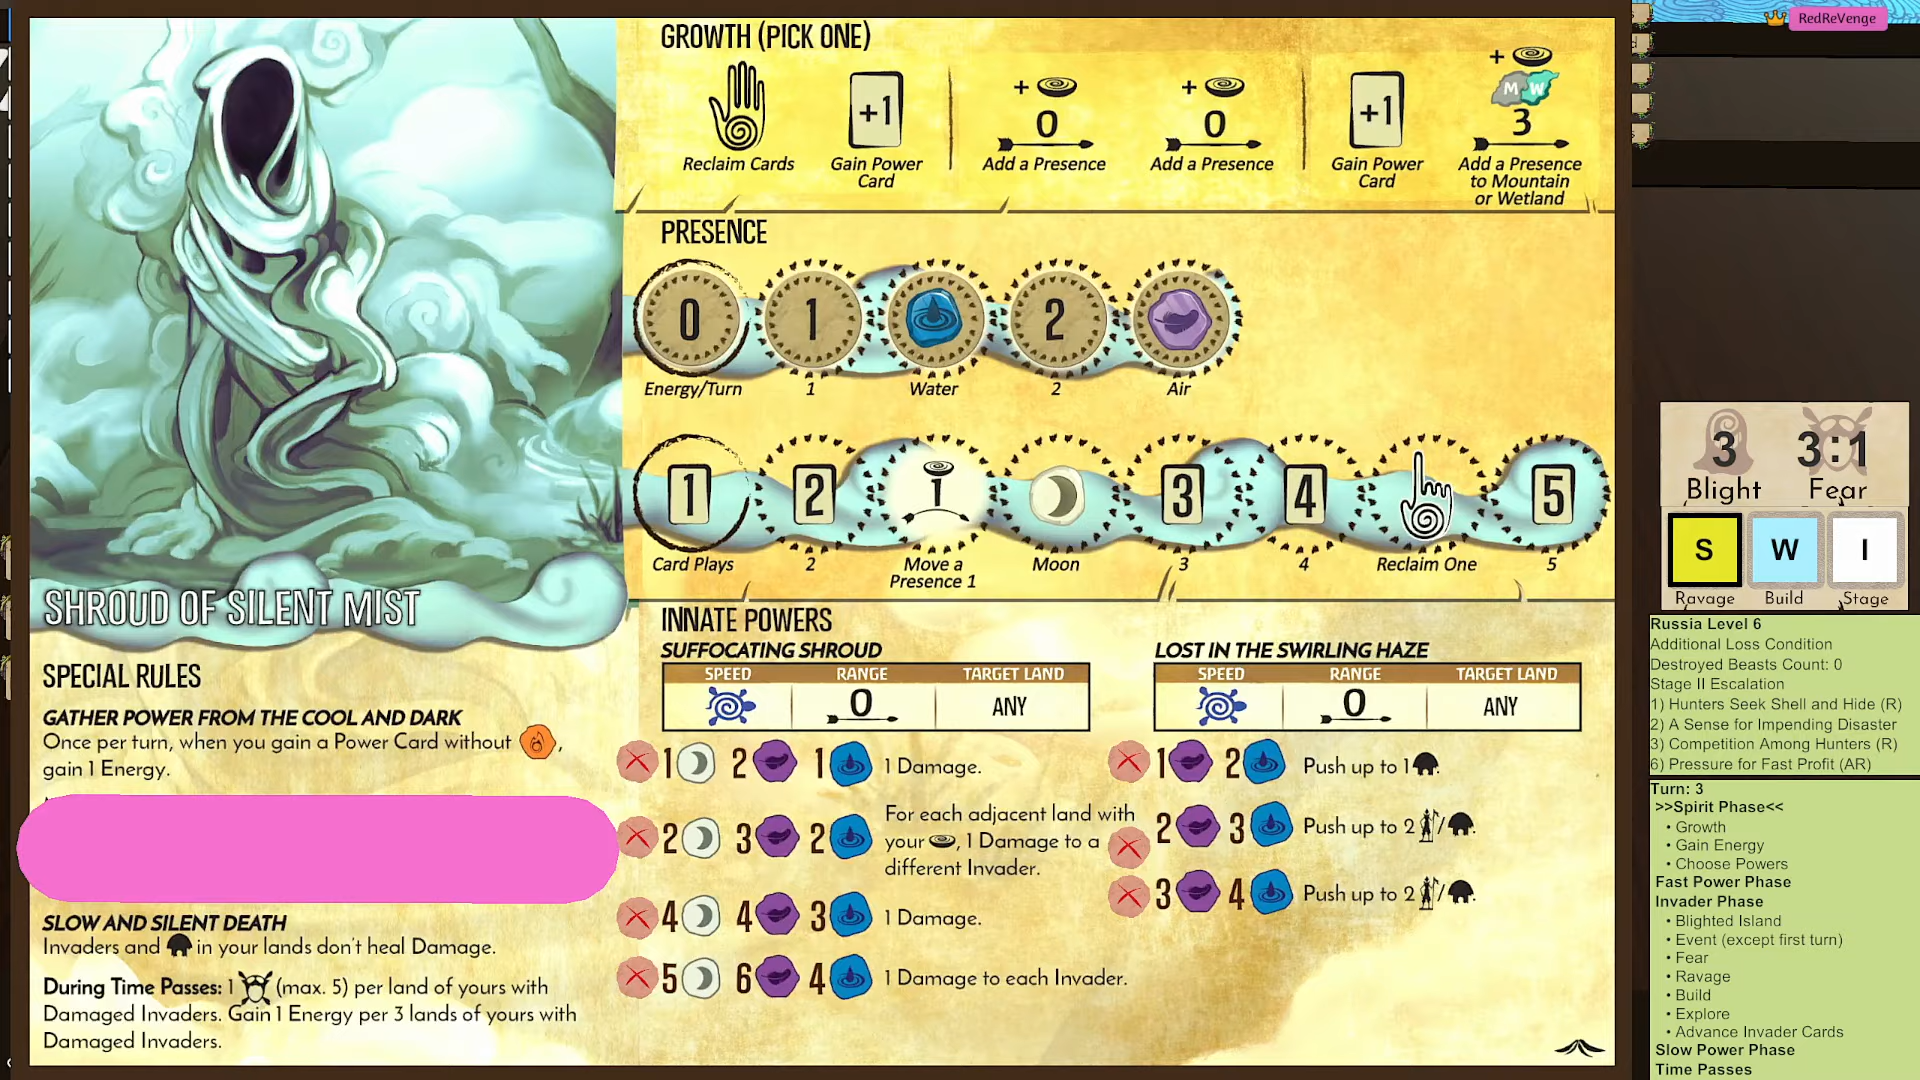 RedReVenge
GROWTH (PICK ONE)
+ + +
M W
+1 0 0 +1 3
Reclaim Cards Gain Power Card Add a Presence Add a Presence Gain Power Card Add a Presence to Mountain or Wetland
PRESENCE
0 1 2
Energy/Turn 1 Water 2 Air
1 2 1 3 4 5
Card Plays 2 Move a Presence 1 Moon 3 4 Reclaim One 5
SHROUD OF SILENT MIST
SPECIAL RULES
GATHER POWER FROM THE COOL AND DARK
Once per turn, when you gain a Power Card without ,
gain 1 Energy.
SLOW AND SILENT DEATH
Invaders and in your lands don't heal Damage.
During Time Passes: 1 (max. 5) per land of yours with
Damaged Invaders. Gain 1 Energy per 3 lands of yours with
Damaged Invaders.
INNATE POWERS
SUFFOCATING SHROUD
SPEED RANGE TARGET LAND
0 ANY
1 2 1 1 Damage.
2 3 2 For each adjacent land with
your , 1 Damage to a
different Invader.
4 4 3 1 Damage.
5 6 4 1 Damage to each Invader.
LOST IN THE SWIRLING HAZE
SPEED RANGE TARGET LAND
0 ANY
1 2 Push up to 1 .
2 3 Push up to 2 / .
3 4 Push up to 2 / .
3 3:1
Blight Fear
S W I
Ravage Build Stage
Russia Level 6
Additional Loss Condition
Destroyed Beasts Count: 0
Stage II Escalation
1) Hunters Seek Shell and Hide (R)
2) A Sense for Impending Disaster
3) Competition Among Hunters (R)
6) Pressure for Fast Profit (AR)
Turn: 3
>>Spirit Phase<<
• Growth
• Gain Energy
• Choose Powers
Fast Power Phase
Invader Phase
• Blighted Island
• Event (except first turn)
• Fear
• Ravage
• Build
• Explore
• Advance Invader Cards
Slow Power Phase
Time Passes